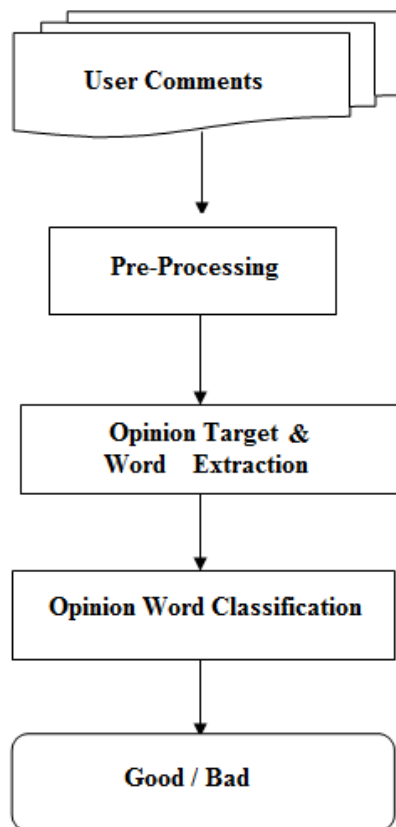 User Comments
Pre-Processing
Opinion Target &
Word Extraction
Opinion Word Classification
Good / Bad